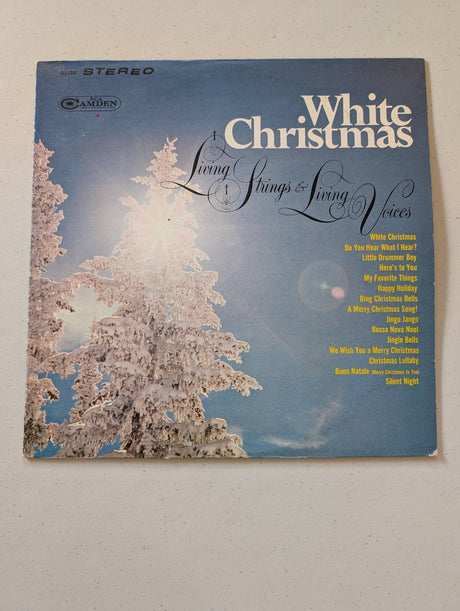 STEREO
RCA
CAMDEN
White
Christmas
Living Strings & Living Voices
White Christmas
Do You Hear What I Hear?
Little Drummer Boy
Here's to You
My Favorite Things
Happy Holiday
Ring Christmas Bells
A Merry Christmas Song!
Jingo Jango
Bossa Nova Noel
Jingle Bells
We Wish You a Merry Christmas
Christmas Lullaby
Buon Natale (Merry Christmas to You)
Silent Night